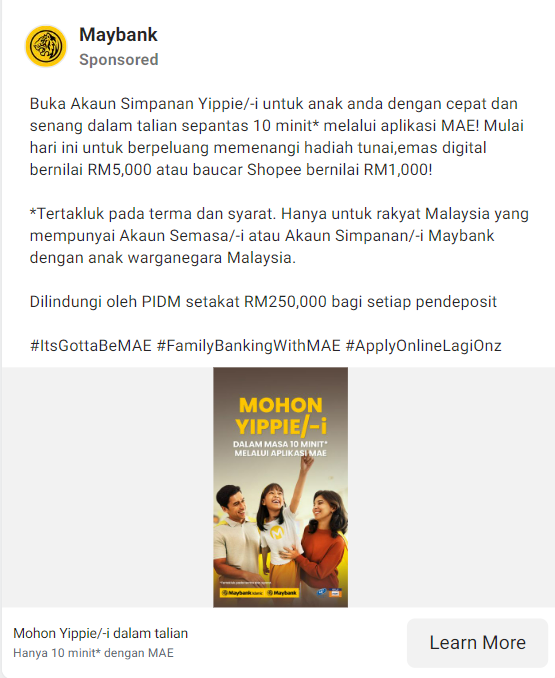 Maybank
Sponsored
Buka Akaun Simpanan Yippie/-i untuk anak anda dengan cepat dan
senang dalam talian sepantas 10 minit* melalui aplikasi MAE! Mulai
hari ini untuk berpeluang memenangi hadiah tunai,emas digital
bernilai RM5,000 atau baucar Shopee bernilai RM1,000!
*Tertakluk pada terma dan syarat. Hanya untuk rakyat Malaysia yang
mempunyai Akaun Semasa/-i atau Akaun Simpanan/-i Maybank
dengan anak warganegara Malaysia.
Dilindungi oleh PIDM setakat RM250,000 bagi setiap pendeposit
#ItsGottaBeMAE #FamilyBankingWithMAE #ApplyOnlineLagiOnz
MOHON
YIPPIE/-i
DALAM MASA 10 MINIT*
MELALUI APLIKASI MAE
Maybank Islamic Maybank
Mohon Yippie/-i dalam talian
Hanya 10 minit* dengan MAE
Learn More